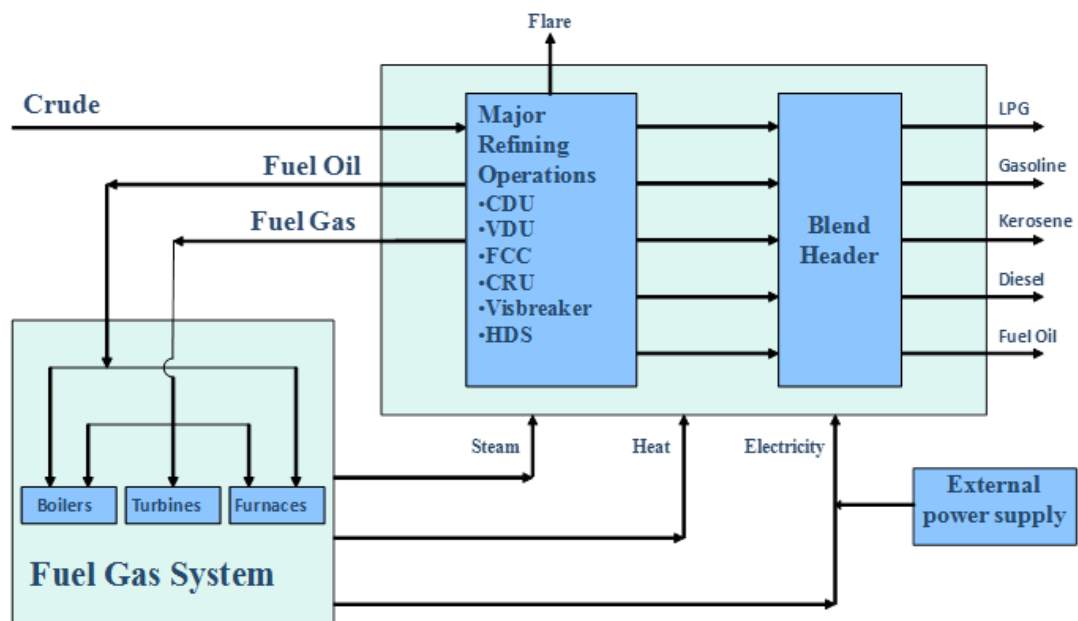 Flare
Crude
Major
Refining
Operations
•CDU
•VDU
•FCC
•CRU
•Visbreaker
•HDS
Blend
Header
LPG
Gasoline
Kerosene
Diesel
Fuel Oil
Fuel Oil
Fuel Gas
Steam
Heat
Electricity
External
power supply
Boilers
Turbines
Furnaces
Fuel Gas System